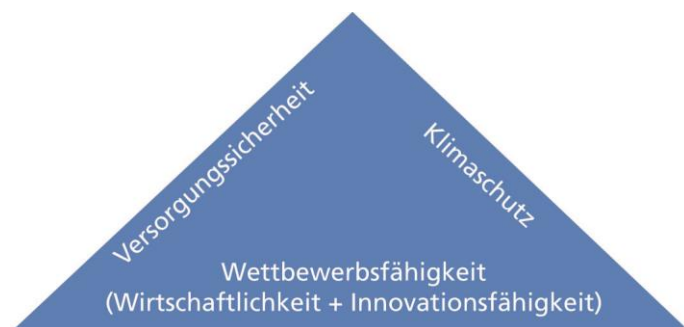 Versorgungssicherheit
Klimaschutz
Wettbewerbsfähigkeit
(Wirtschaftlichkeit + Innovationsfähigkeit)